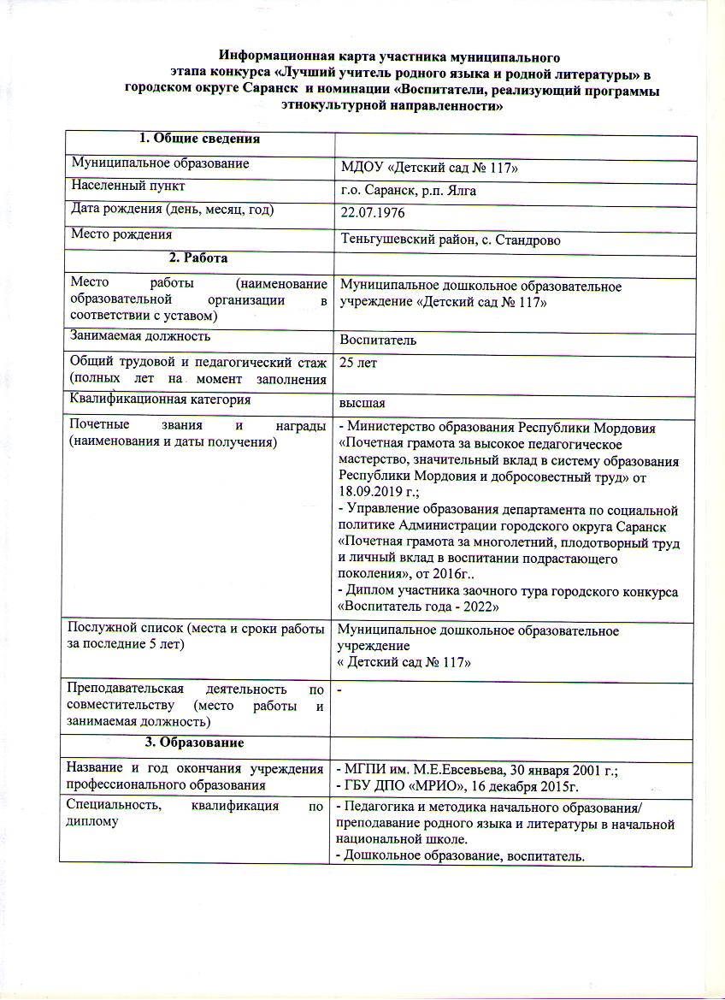 Информационная карта участника муниципального
этапа конкурса «Лучший учитель родного языка и родной литературы» в
городском округе Саранск и номинации «Воспитатели, реализующий программы
этнокультурной направленности»
1. Общие сведения
Муниципальное образование
МДОУ «Детский сад № 117»
Населенный пункт
г.о. Саранск, р.п. Ялга
Дата рождения (день, месяц, год)
22.07.1976
Место рождения
Теньгушевский район, с. Стандрово
2. Работа
Место работы (наименование
образовательной организации в
соответствии с уставом)
Муниципальное дошкольное образовательное
учреждение «Детский сад № 117»
Занимаемая должность
Воспитатель
Общий трудовой и педагогический стаж
(полных лет на момент заполнения
25 лет
Квалификационная категория
высшая
Почетные звания и награды
(наименования и даты получения)
- Министерство образования Республики Мордовия
«Почетная грамота за высокое педагогическое
мастерство, значительный вклад в систему образования
Республики Мордовия и добросовестный труд» от
18.09.2019 г.;
- Управление образования департамента по социальной
политике Администрации городского округа Саранск
«Почетная грамота за многолетний, плодотворный труд
и личный вклад в воспитании подрастающего
поколения», от 2016г..
- Диплом участника заочного тура городского конкурса
«Воспитатель года - 2022»
Послужной список (места и сроки работы
за последние 5 лет)
Муниципальное дошкольное образовательное
учреждение
« Детский сад № 117»
Преподавательская деятельность по
совместительству (место работы и
занимаемая должность)
-
3. Образование
Название и год окончания учреждения
профессионального образования
- МГПИ им. М.Е.Евсевьева, 30 января 2001 г.;
- ГБУ ДПО «МРИО», 16 декабря 2015г.
Специальность, квалификация по
диплому
- Педагогика и методика начального образования/
преподавание родного языка и литературы в начальной
национальной школе.
- Дошкольное образование, воспитатель.